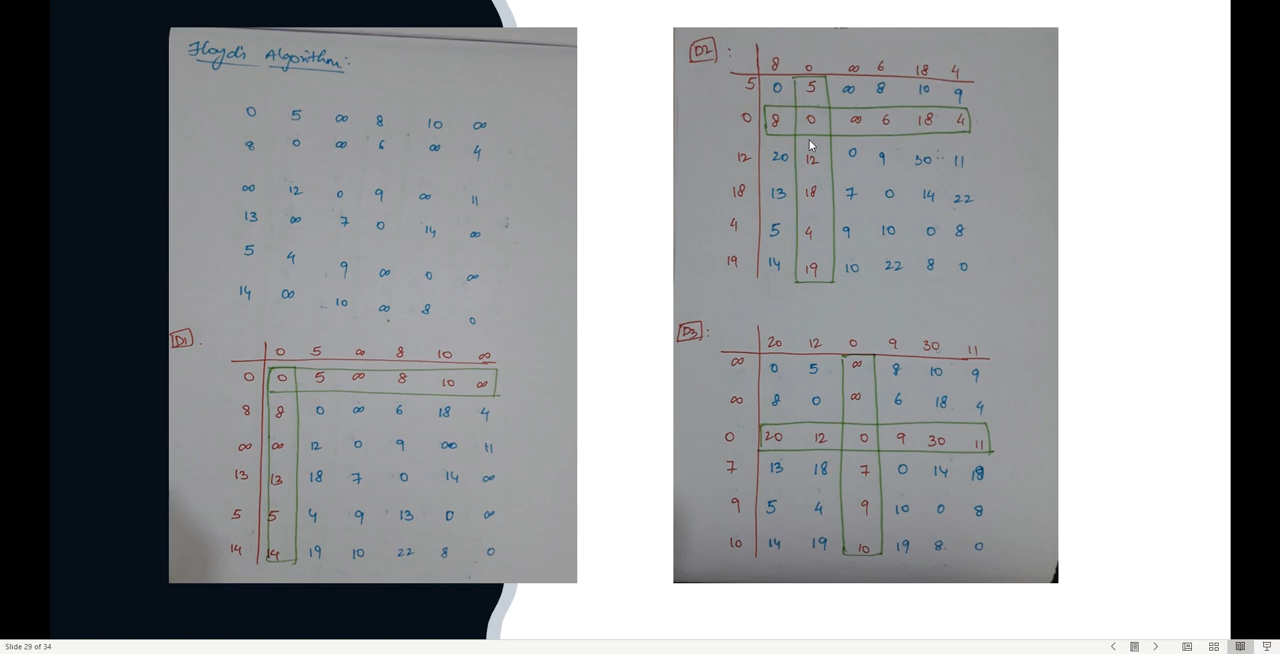 Floyd's Algorithm:
0 5 ∞ 8 10 ∞
8 0 ∞ 6 ∞ 4
∞ 12 0 9 ∞ 11
13 ∞ 7 0 14 ∞
5 4 9 ∞ 0 ∞
14 ∞ 10 ∞ 8 0
D1.
0 5 ∞ 8 10 ∞
0 0 5 ∞ 8 10 ∞
8 8 0 ∞ 6 18 4
∞ ∞ 12 0 9 ∞ 11
13 13 18 7 0 14 ∞
5 5 4 9 13 0 ∞
14 14 19 10 22 8 0
D2 :
8 0 ∞ 6 18 4
5 0 5 ∞ 8 10 9
0 8 0 ∞ 6 18 4
12 20 12 0 9 30 11
18 13 18 7 0 14 22
4 5 4 9 10 0 8
19 14 19 10 22 8 0
D3 :
20 12 0 9 30 11
∞ 0 5 ∞ 8 10 9
∞ 8 0 ∞ 6 18 4
0 20 12 0 9 30 11
7 13 18 7 0 14 18
9 5 4 9 10 0 8
10 14 19 10 19 8 0
Slide 29 of 34